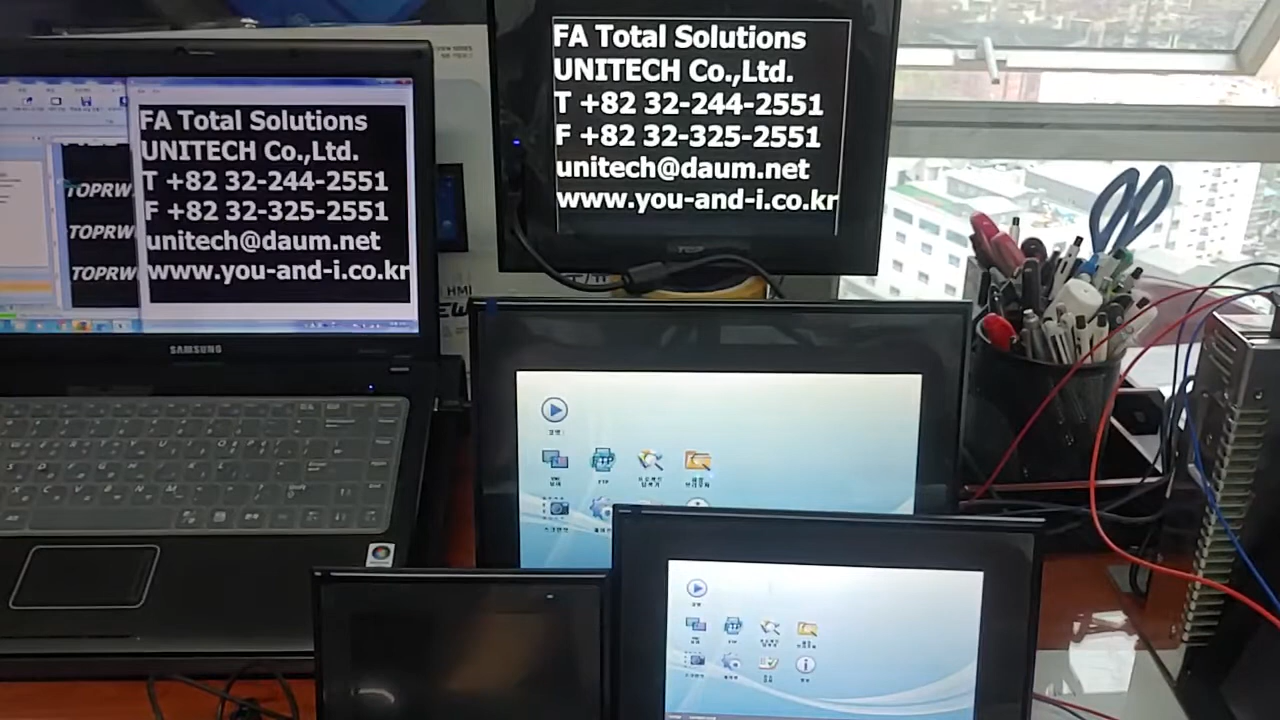 FA Total Solutions
UNITECH Co.,Ltd.
T +82 32-244-2551
F +82 32-325-2551
unitech@daum.net
www.you-and-i.co.kr
TOPRW
TOPRW
TOPRW
SAMSUNG
FA Total Solutions
UNITECH Co.,Ltd.
T +82 32-244-2551
F +82 32-325-2551
unitech@daum.net
www.you-and-i.co.kr
HMI
FTP
FTP